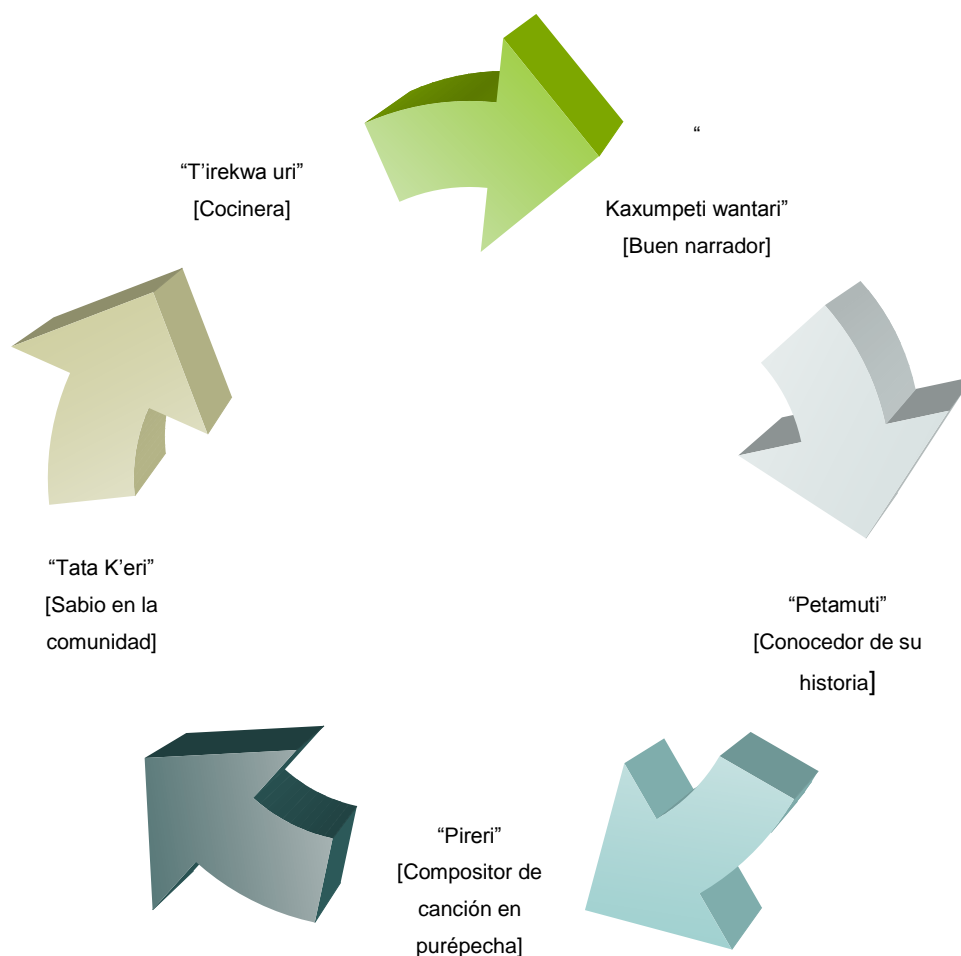 “T’irekwa uri”
[Cocinera]
“
Kaxumpeti wantari”
[Buen narrador]
“Petamuti”
[Conocedor de su
historia]
“Pireri”
[Compositor de
canción en
purépecha]
“Tata K’eri”
[Sabio en la
comunidad]